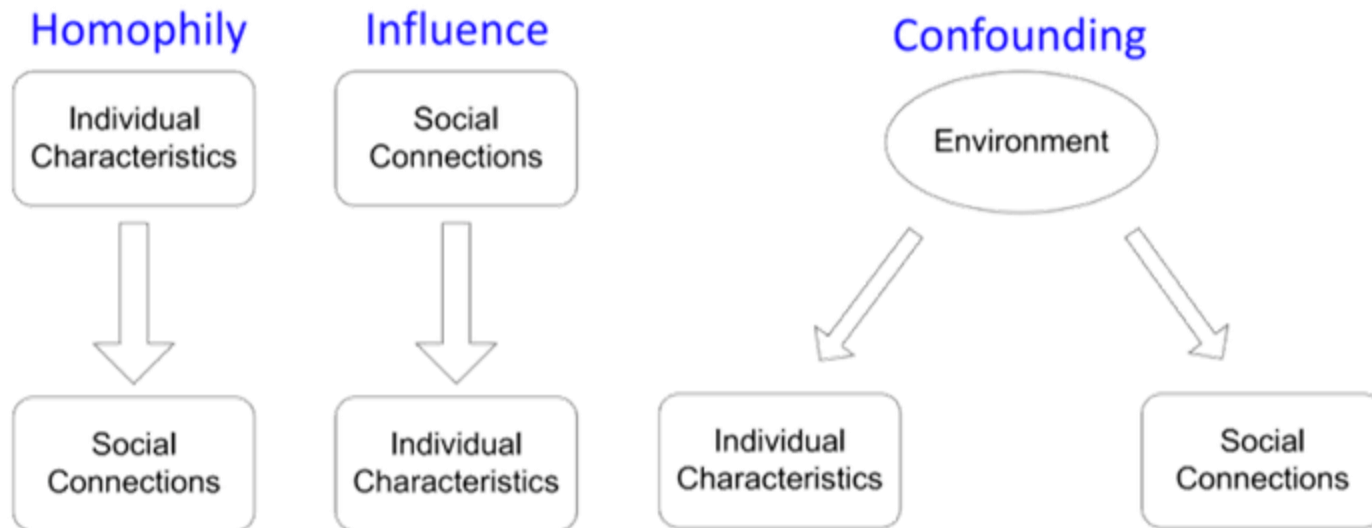 Homophily
Individual
Characteristics
Social
Connections
Influence
Social
Connections
Individual
Characteristics
Confounding
Environment
Individual
Characteristics
Social
Connections